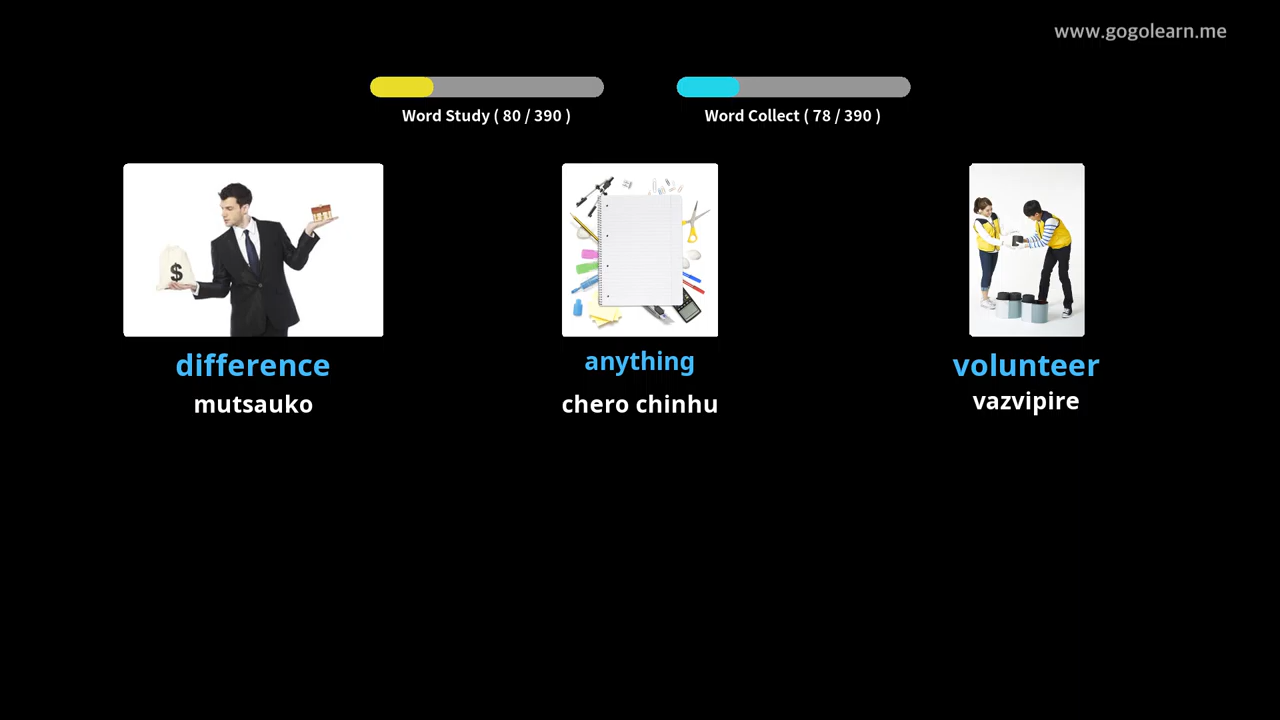 www.gogolearn.me
Word Study ( 80 / 390 )
Word Collect ( 78 / 390 )
$
difference
mutsauko
anything
chero chinhu
volunteer
vazvipire